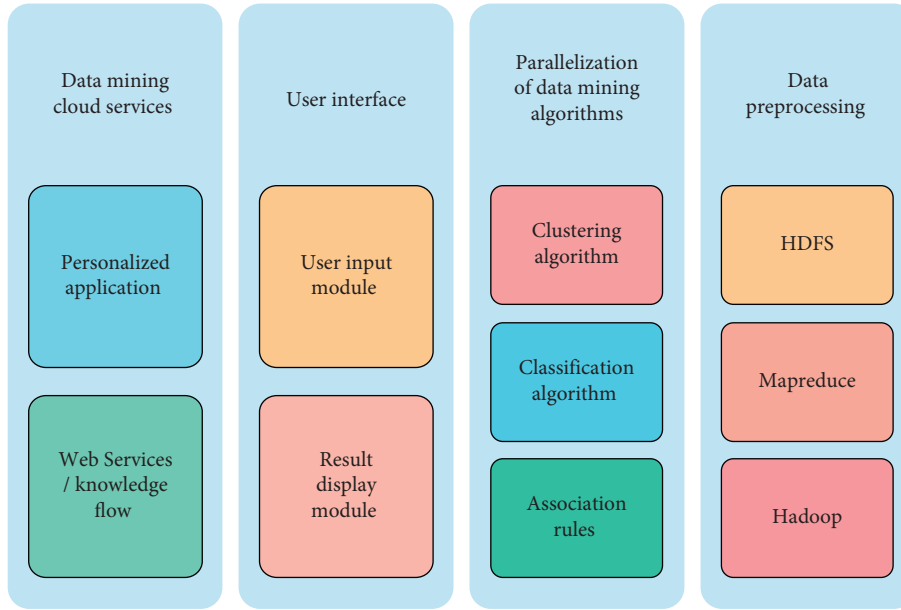 Data mining
cloud services
Personalized
application
Web Services
/ knowledge
flow
User interface
User input
module
Result
display
module
Parallelization
of data mining
algorithms
Clustering
algorithm
Classification
algorithm
Association
rules
Data
preprocessing
HDFS
Mapreduce
Hadoop